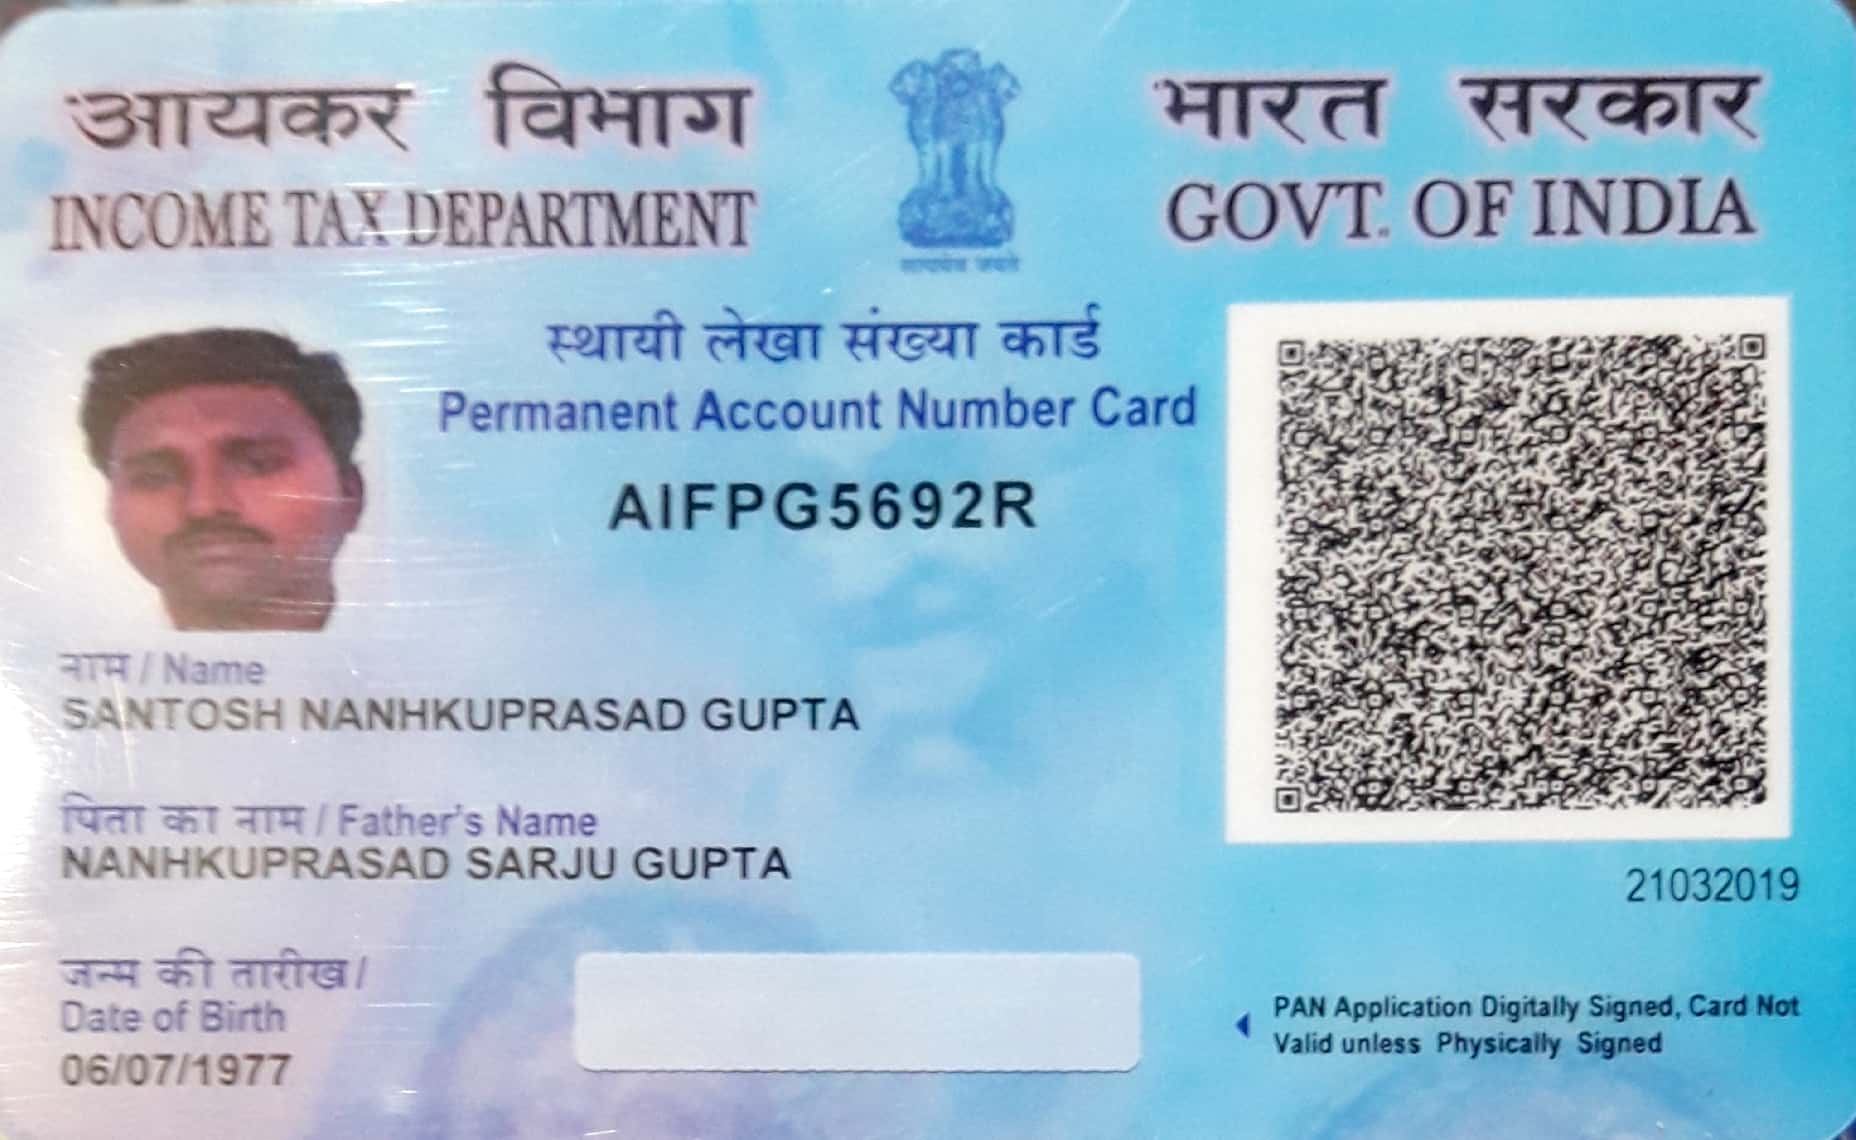 आयकर विभाग
INCOME TAX DEPARTMENT
भारत सरकार
GOVT. OF INDIA
सत्यमेव जयते
स्थायी लेखा संख्या कार्ड
Permanent Account Number Card
AIFPG5692R
नाम / Name
SANTOSH NANHKUPRASAD GUPTA
पिता का नाम / Father's Name
NANHKUPRASAD SARJU GUPTA
21032019
जन्म की तारीख /
Date of Birth
06/07/1977
PAN Application Digitally Signed, Card Not
Valid unless Physically Signed